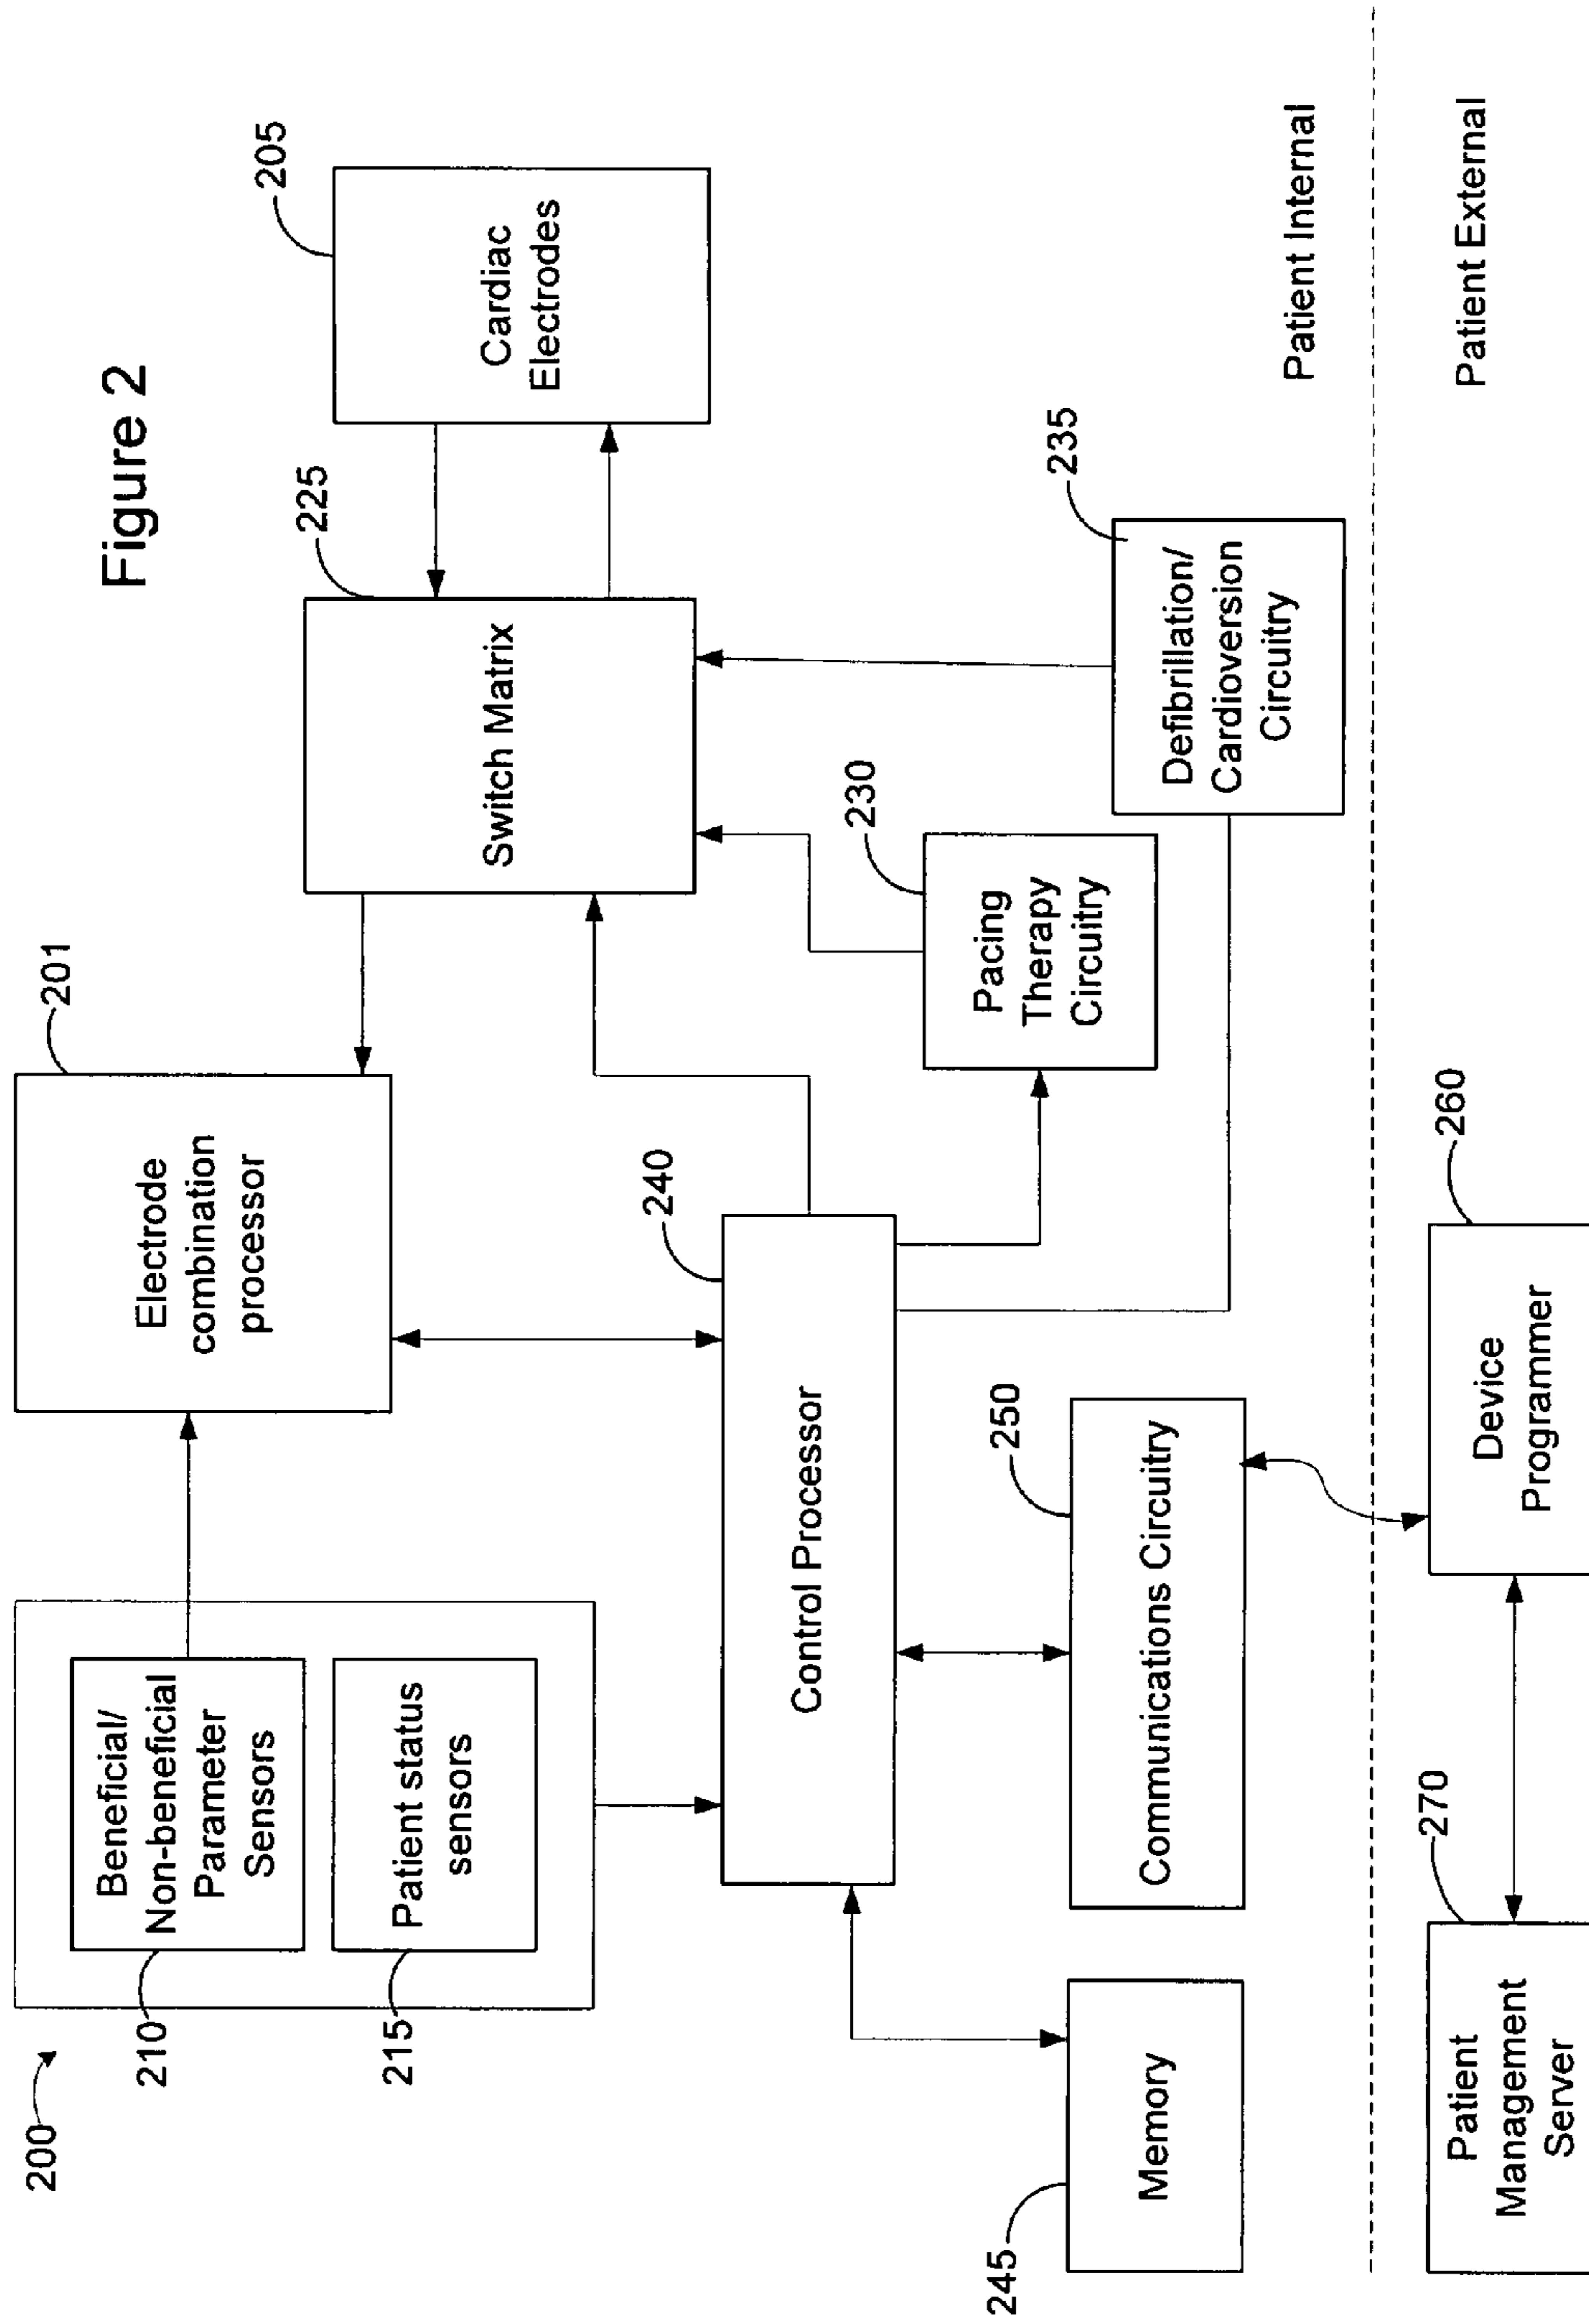 Figure 2
200
210
Beneficial/
Non-beneficial
Parameter
Sensors
215
Patient status
sensors
201
Electrode
combination
processor
225
Switch Matrix
205
Cardiac
Electrodes
240
Control Processor
230
Pacing
Therapy
Circuitry
235
Defibrillation/
Cardioversion
Circuitry
245
Memory
250
Communications Circuitry
Patient Internal
Patient External
270
Patient
Management
Server
260
Device
Programmer